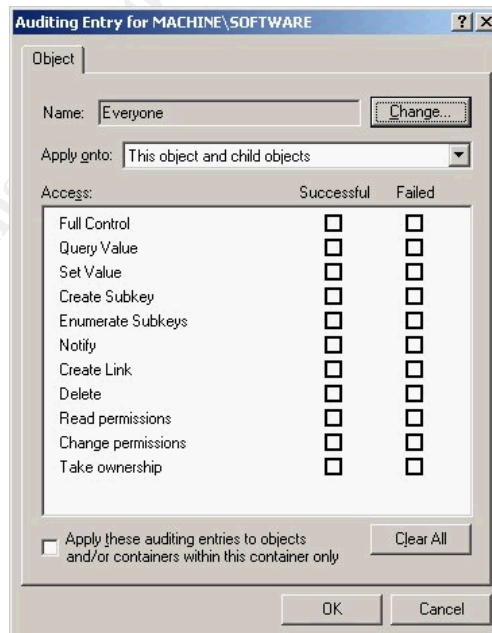 Auditing Entry for MACHINE\SOFTWARE
Object
Name: Everyone Change...
Apply onto: This object and child objects
Access: Successful Failed
Full Control
Query Value
Set Value
Create Subkey
Enumerate Subkeys
Notify
Create Link
Delete
Read permissions
Change permissions
Take ownership
Apply these auditing entries to objects
and/or containers within this container only
Clear All
OK Cancel